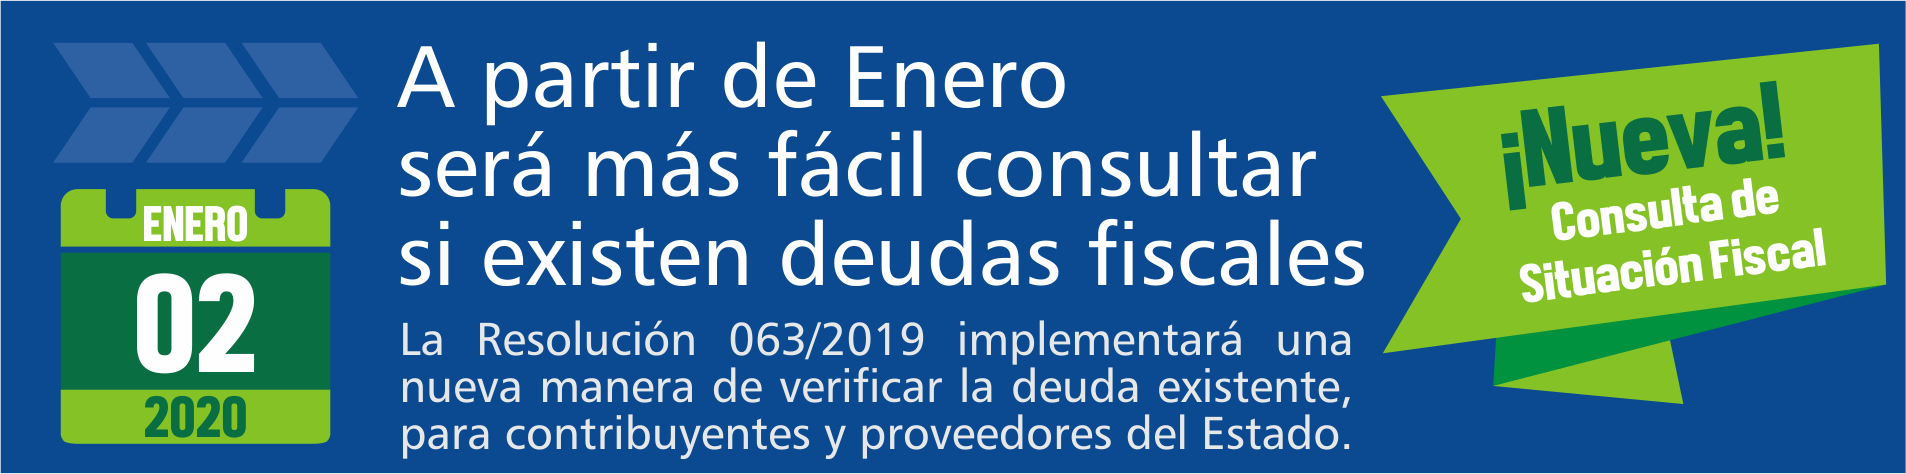 A partir de Enero
será más fácil consultar
si existen deudas fiscales
La Resolución 063/2019 implementará una
nueva manera de verificar la deuda existente,
para contribuyentes y proveedores del Estado.
ENERO
02
2020
¡Nueva!
Consulta de
Situación Fiscal